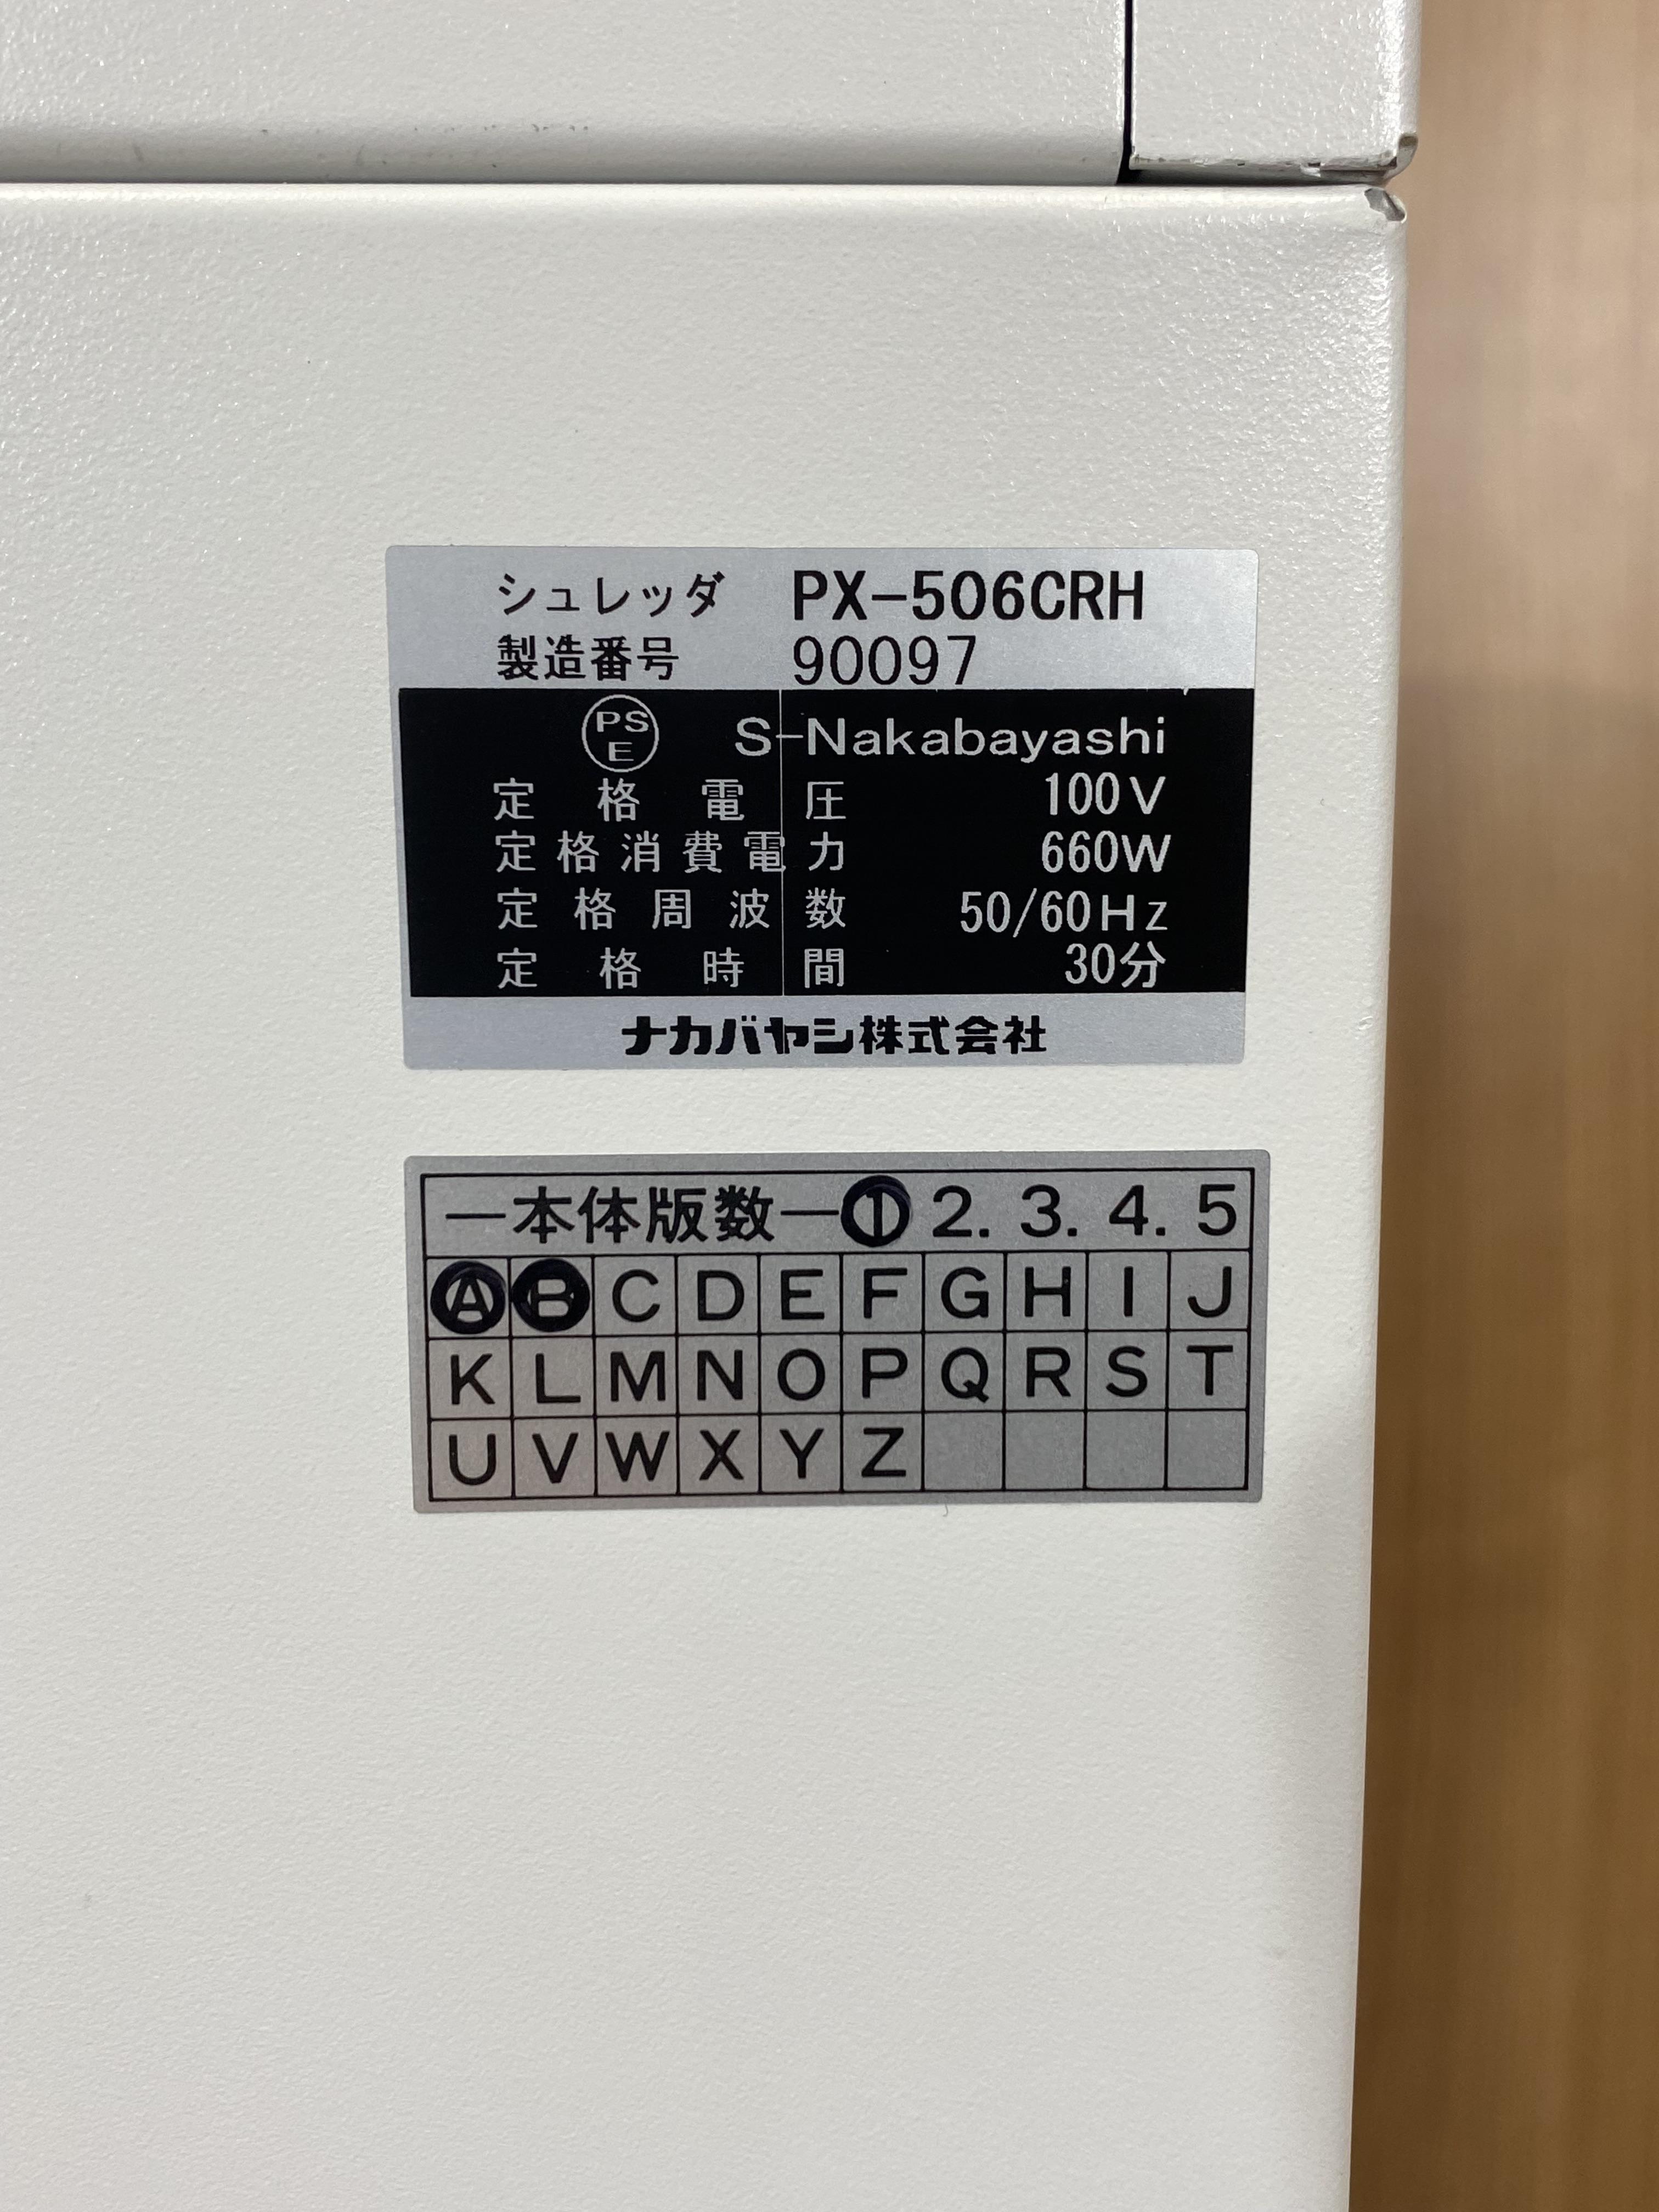 シュレッダ PX-506CRH
製造番号 90097
PS E S-Nakabayashi
定格電圧 100V
定格消費電力 660W
定格周波数 50/60Hz
定格時間 30分
ナカバヤシ株式会社
—本体版数—① 2. 3. 4. 5
A B C D E F G H I J
K L M N O P Q R S T
U V W X Y Z